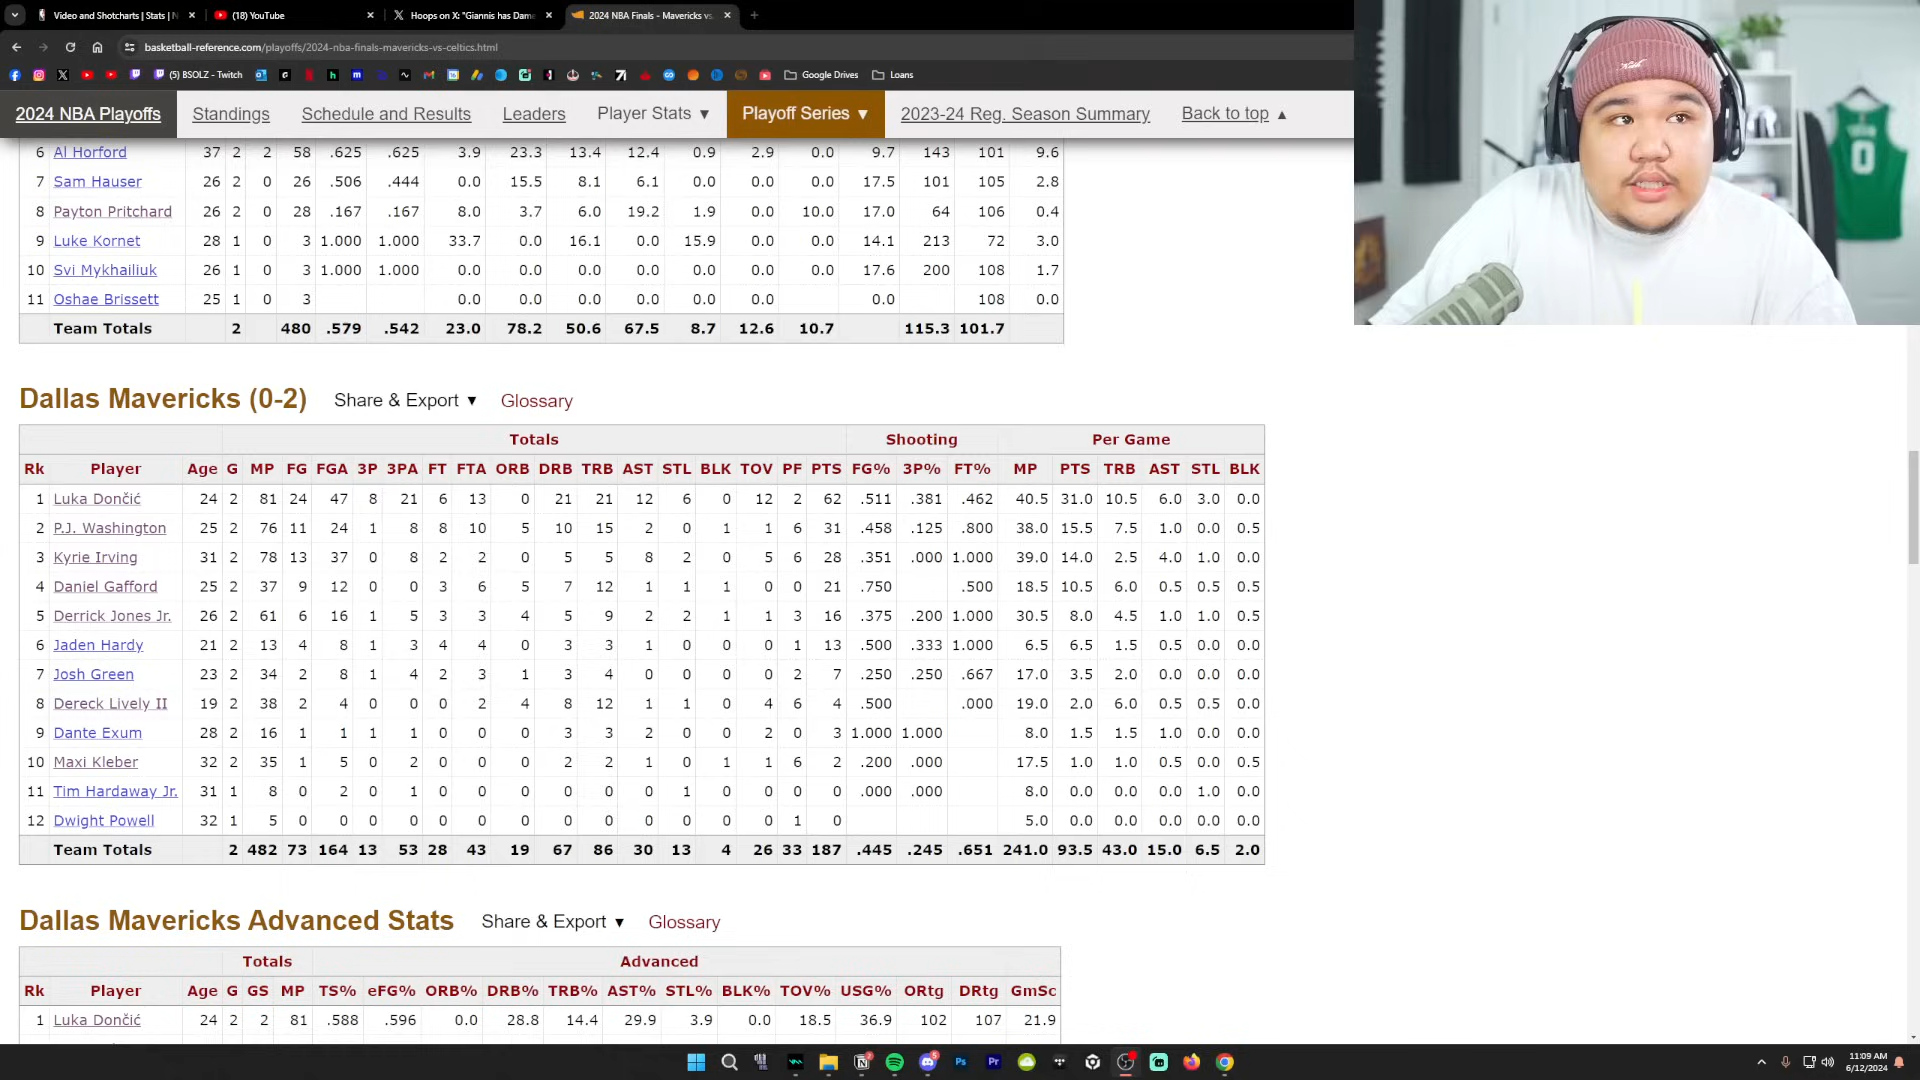 Video and Shotcharts | Stats | N
(18) YouTube
Hoops on X: "Giannis has Dame
2024 NBA Finals - Mavericks vs.
basketball-reference.com/playoffs/2024-nba-finals-mavericks-vs-celtics.html
(5) BSOLZ - Twitch
Google Drives
Loans
2024 NBA Playoffs Standings Schedule and Results Leaders Player Stats ▼ Playoff Series ▼ 2023-24 Reg. Season Summary Back to top ▲
6 Al Horford 37 2 2 58 .625 .625 3.9 23.3 13.4 12.4 0.9 2.9 0.0 9.7 143 101 9.6
7 Sam Hauser 26 2 0 26 .506 .444 0.0 15.5 8.1 6.1 0.0 0.0 0.0 17.5 101 105 2.8
8 Payton Pritchard 26 2 0 28 .167 .167 8.0 3.7 6.0 19.2 1.9 0.0 10.0 17.0 64 106 0.4
9 Luke Kornet 28 1 0 3 1.000 1.000 33.7 0.0 16.1 0.0 15.9 0.0 0.0 14.1 213 72 3.0
10 Svi Mykhailiuk 26 1 0 3 1.000 1.000 0.0 0.0 0.0 0.0 0.0 0.0 0.0 17.6 200 108 1.7
11 Oshae Brissett 25 1 0 3 0.0 0.0 0.0 0.0 0.0 0.0 0.0 108 0.0
Team Totals 2 480 .579 .542 23.0 78.2 50.6 67.5 8.7 12.6 10.7 115.3 101.7
Dallas Mavericks (0-2) Share & Export ▼ Glossary
Totals Shooting Per Game
Rk Player Age G MP FG FGA 3P 3PA FT FTA ORB DRB TRB AST STL BLK TOV PF PTS FG% 3P% FT% MP PTS TRB AST STL BLK
1 Luka Dončić 24 2 81 24 47 8 21 6 13 0 21 21 12 6 0 12 2 62 .511 .381 .462 40.5 31.0 10.5 6.0 3.0 0.0
2 P.J. Washington 25 2 76 11 24 1 8 8 10 5 10 15 2 0 1 1 6 31 .458 .125 .800 38.0 15.5 7.5 1.0 0.0 0.5
3 Kyrie Irving 31 2 78 13 37 0 8 2 2 0 5 5 8 2 0 5 6 28 .351 .000 1.000 39.0 14.0 2.5 4.0 1.0 0.0
4 Daniel Gafford 25 2 37 9 12 0 0 3 6 5 7 12 1 1 1 0 0 21 .750 .500 18.5 10.5 6.0 0.5 0.5 0.5
5 Derrick Jones Jr. 26 2 61 6 16 1 5 3 3 4 5 9 2 2 1 1 3 16 .375 .200 1.000 30.5 8.0 4.5 1.0 1.0 0.5
6 Jaden Hardy 21 2 13 4 8 1 3 4 4 0 3 3 1 0 0 0 1 13 .500 .333 1.000 6.5 6.5 1.5 0.5 0.0 0.0
7 Josh Green 23 2 34 2 8 1 4 2 3 1 3 4 0 0 0 0 2 7 .250 .250 .667 17.0 3.5 2.0 0.0 0.0 0.0
8 Dereck Lively II 19 2 38 2 4 0 0 0 2 4 8 12 1 1 0 4 6 4 .500 .000 19.0 2.0 6.0 0.5 0.5 0.0
9 Dante Exum 28 2 16 1 1 1 1 0 0 0 3 3 2 0 0 2 0 3 1.000 1.000 8.0 1.5 1.5 1.0 0.0 0.0
10 Maxi Kleber 32 2 35 1 5 0 2 0 0 0 2 2 1 0 1 1 6 2 .200 .000 17.5 1.0 1.0 0.5 0.0 0.5
11 Tim Hardaway Jr. 31 1 8 0 2 0 1 0 0 0 0 0 0 1 0 0 0 0 .000 .000 8.0 0.0 0.0 0.0 1.0 0.0
12 Dwight Powell 32 1 5 0 0 0 0 0 0 0 0 0 0 0 0 0 1 0 5.0 0.0 0.0 0.0 0.0 0.0
Team Totals 2 482 73 164 13 53 28 43 19 67 86 30 13 4 26 33 187 .445 .245 .651 241.0 93.5 43.0 15.0 6.5 2.0
Dallas Mavericks Advanced Stats Share & Export ▼ Glossary
Totals Advanced
Rk Player Age G GS MP TS% eFG% ORB% DRB% TRB% AST% STL% BLK% TOV% USG% ORtg DRtg GmSc
1 Luka Dončić 24 2 2 81 .588 .596 0.0 28.8 14.4 29.9 3.9 0.0 18.5 36.9 102 107 21.9
11:09 AM
6/12/2024